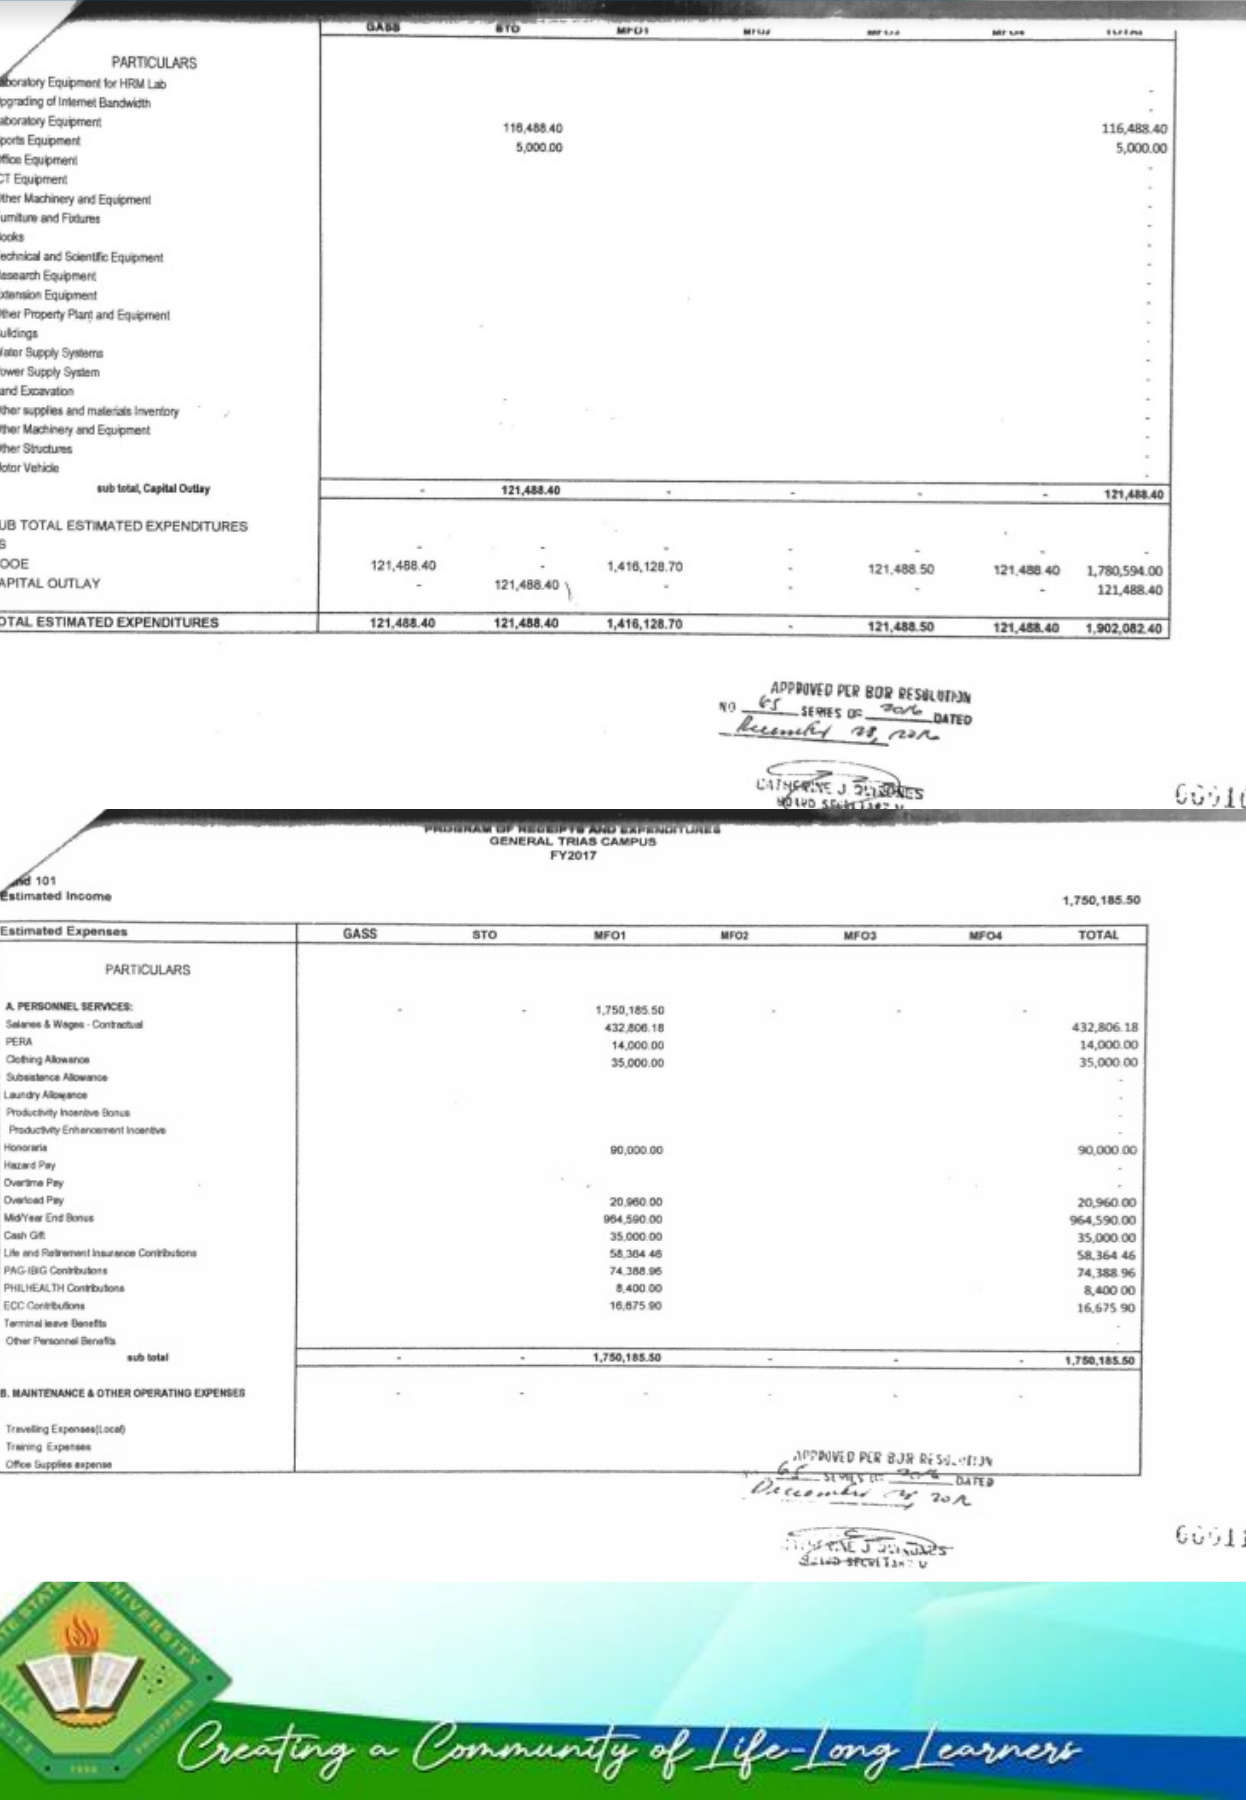 GASS STO MFO1 MFO2 MFO3 MFO4 TOTAL
PARTICULARS
aboratory Equipment for HRM Lab -
pgrading of Internet Bandwidth -
aboratory Equipment 116,488.40 116,488.40
ports Equipment 5,000.00 5,000.00
ffice Equipment -
CT Equipment -
ther Machinery and Equipment -
urniture and Fixtures -
ooks -
echnical and Scientific Equipment -
esearch Equipment -
xtension Equipment -
ther Property Plant and Equipment -
uildings -
ater Supply Systems -
ower Supply System -
and Excavation -
ther supplies and materials Inventory -
ther Machinery and Equipment -
ther Structures -
otor Vehicle -
sub total, Capital Outlay - 121,488.40 - - - - 121,488.40
UB TOTAL ESTIMATED EXPENDITURES
S - - - - - - -
OOE 121,488.40 - 1,416,128.70 - 121,488.50 121,488.40 1,780,594.00
APITAL OUTLAY - 121,488.40 - - - - 121,488.40
OTAL ESTIMATED EXPENDITURES 121,488.40 121,488.40 1,416,128.70 - 121,488.50 121,488.40 1,902,082.40
APPROVED PER BOR RESOLUTION
NO 65 SERIES OF 2016 DATED
December 28, 2016
CATHERINE J. QUIÑONES
BOARD SECRETARY V
PROGRAM OF RECEIPTS AND EXPENDITURES
GENERAL TRIAS CAMPUS
FY2017
nd 101
Estimated Income 1,750,185.50
Estimated Expenses GASS STO MFO1 MFO2 MFO3 MFO4 TOTAL
PARTICULARS
A. PERSONNEL SERVICES: - - 1,750,185.50 - - -
Salaries & Wages - Contractual 432,806.18 432,806.18
PERA 14,000.00 14,000.00
Clothing Allowance 35,000.00 35,000.00
Subsistence Allowance -
Laundry Allowance -
Productivity Incentive Bonus -
Productivity Enhancement Incentive -
Honoraria 90,000.00 90,000.00
Hazard Pay -
Overtime Pay -
Overload Pay 20,960.00 20,960.00
Mid/Year End Bonus 964,590.00 964,590.00
Cash Gift 35,000.00 35,000.00
Life and Retirement Insurance Contributions 58,364 46 58,364 46
PAG-IBIG Contributions 74,388.96 74,388 96
PHILHEALTH Contributions 8,400.00 8,400 00
ECC Contributions 16,675.90 16,675 90
Terminal leave Benefits -
Other Personnel Benefits -
sub total - - 1,750,185.50 - - - 1,750,185.50
B. MAINTENANCE & OTHER OPERATING EXPENSES - - - - - -
Travelling Expenses(Local)
Training Expenses
Office Supplies expense
APPROVED PER BOR RESOLUTION
65 SERIES OF 2016 DATED
December 28, 2016
CATHERINE J QUIÑONES
BOARD SECRETARY V
UNIVERSITY
PHILIPPINES
Creating a Community of Life-Long Learners